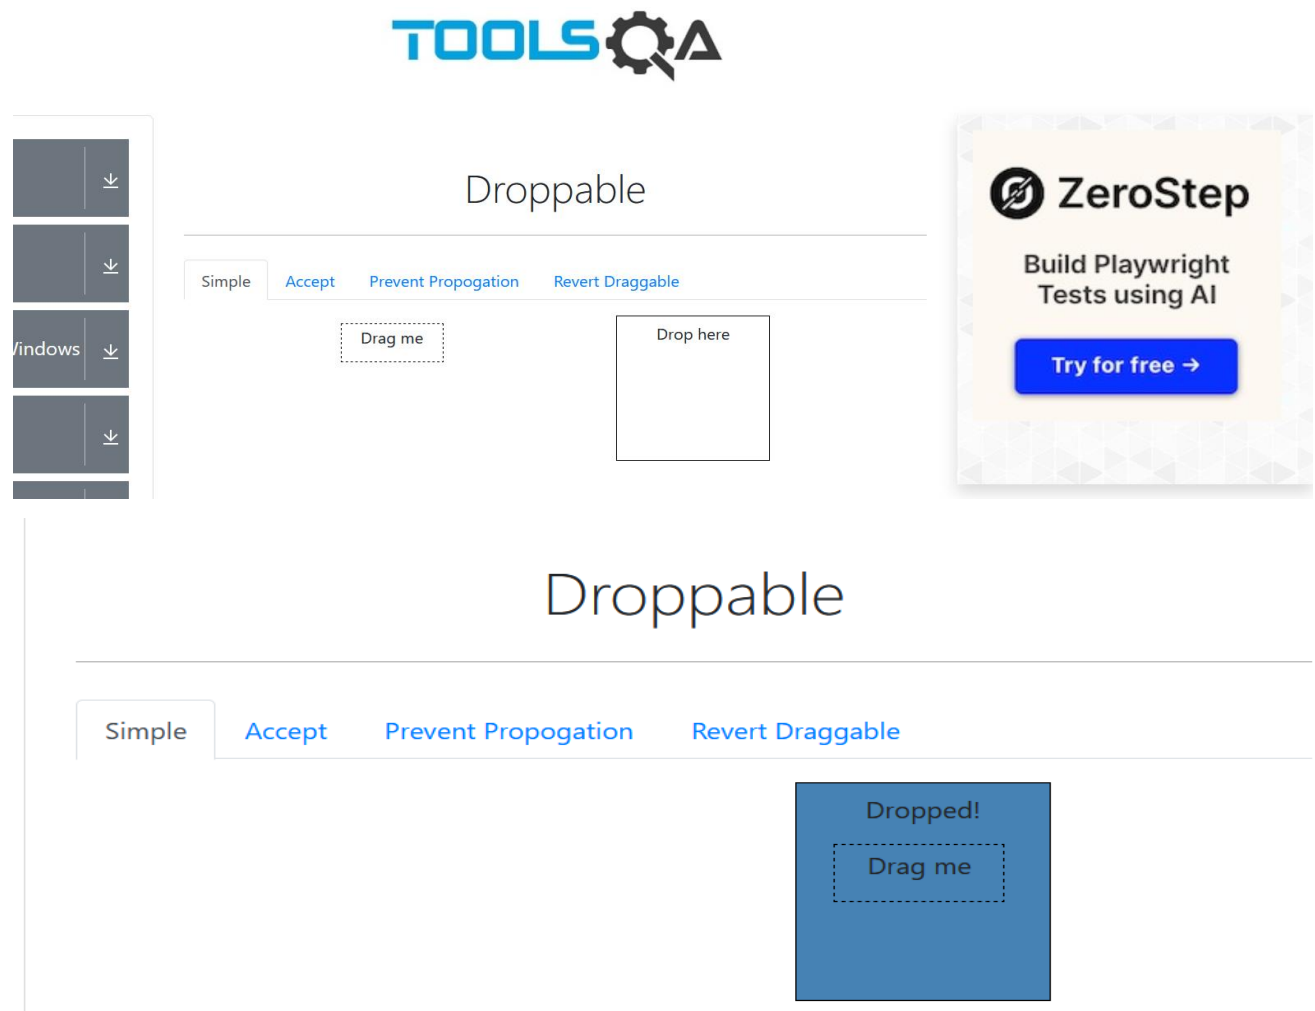 TOOLSQA
Droppable
ZeroStep
Build Playwright
Tests using AI
Try for free →
Simple Accept Prevent Propogation Revert Draggable
Drag me
Drop here
Droppable
Simple Accept Prevent Propogation Revert Draggable
Dropped!
Drag me